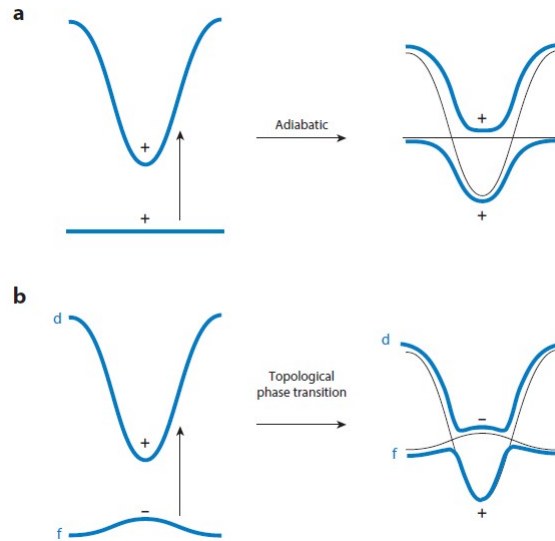 a
+
+
Adiabatic
+
+
b
d
+
−
f
Topological
phase transition
d
−
f
+